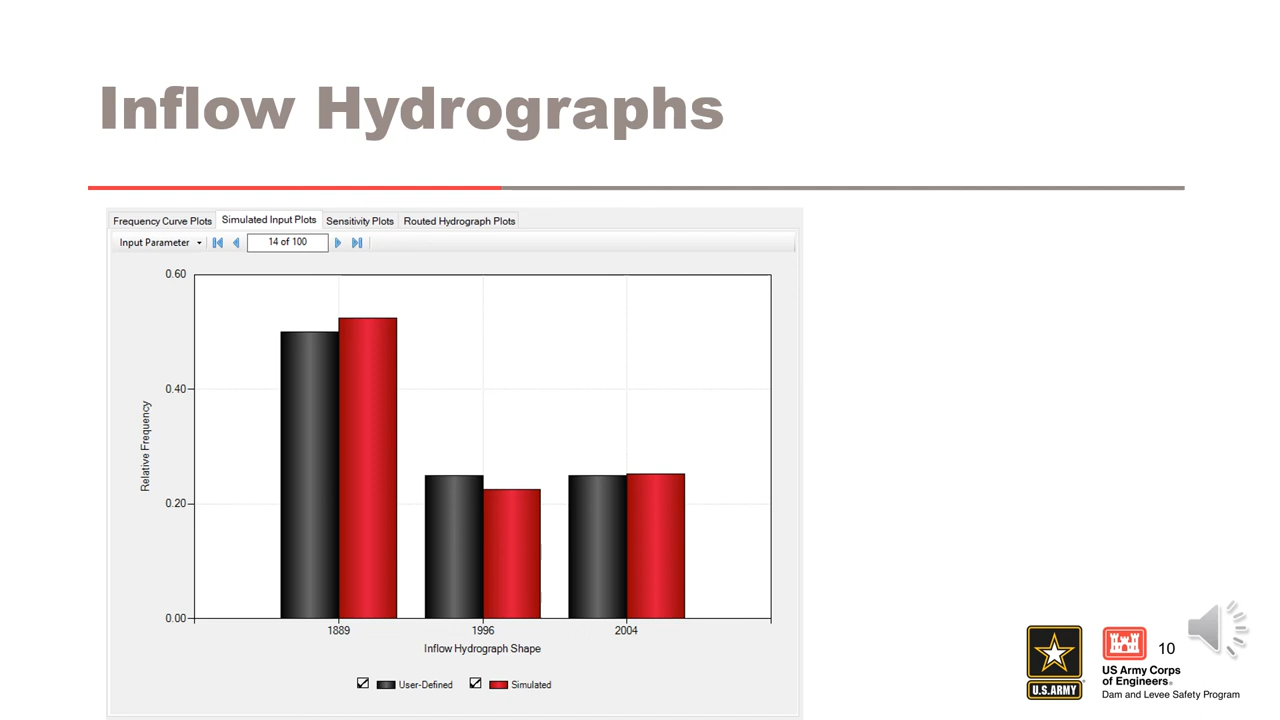 Inflow Hydrographs
Frequency Curve Plots Simulated Input Plots Sensitivity Plots Routed Hydrograph Plots
Input Parameter 14 of 100
0.60
0.40
0.20
0.00
Relative Frequency
1889 1996 2004
Inflow Hydrograph Shape
User-Defined Simulated
U.S.ARMY
10
US Army Corps
of Engineers®
Dam and Levee Safety Program